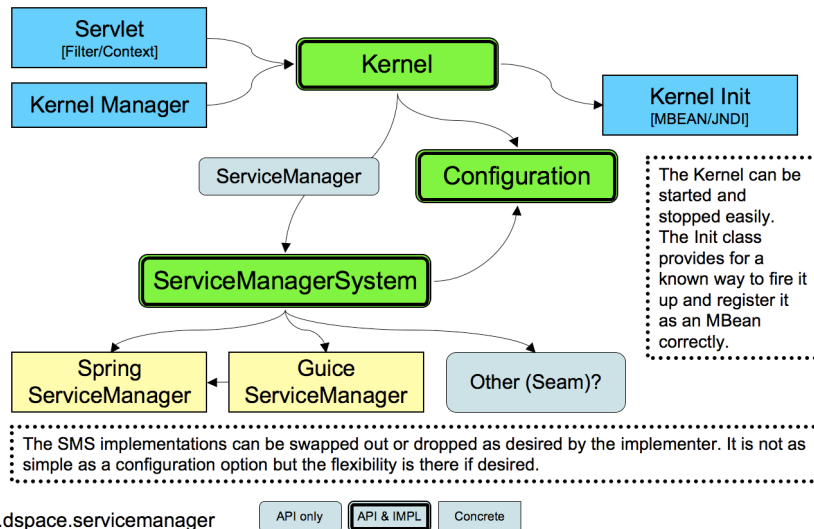 Servlet
[Filter/Context]
Kernel
Kernel Manager
Kernel Init
[MBEAN/JNDI]
ServiceManager
Configuration
The Kernel can be
started and
stopped easily.
The Init class
provides for a
known way to fire it
up and register it
as an MBean
correctly.
ServiceManagerSystem
Spring
ServiceManager
Guice
ServiceManager
Other (Seam)?
The SMS implementations can be swapped out or dropped as desired by the implementer. It is not as
simple as a configuration option but the flexibility is there if desired.
.dspace.servicemanager
API only
API & IMPL
Concrete